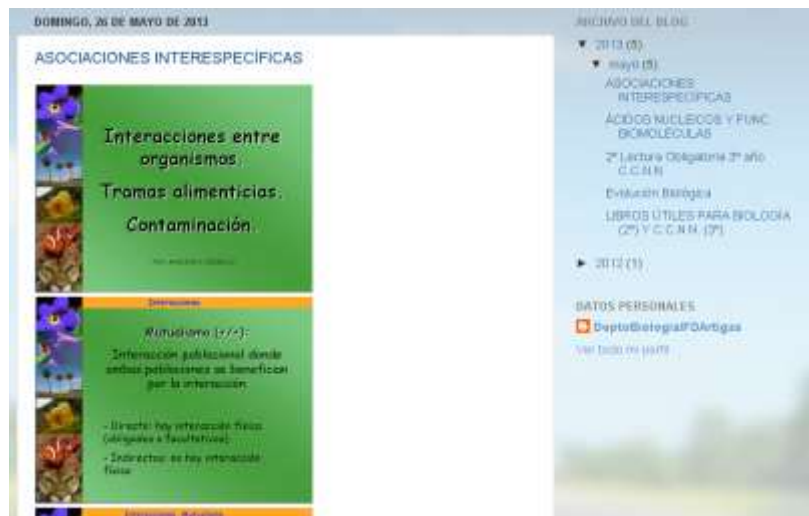 DOMINGO, 26 DE MAYO DE 2013
ASOCIACIONES INTERESPECÍFICAS
Interacciones entre
organismos.
Tramas alimenticias.
Contaminación.
Interacciones
Mutualismo (+/+):
Interacción poblacional donde
ambas poblaciones se benefician
por la interacción
- Directo: hay interacción física
(obligados o facultativos)
- Indirectos: no hay interacción
física
ARCHIVO DEL BLOG
▼ 2013 (5)
▼ mayo (5)
ASOCIACIONES
INTERESPECÍFICAS
ÁCIDOS NUCLEICOS Y FUNC.
BIOMOLÉCULAS
2ª Lectura Obligatoria 3º año
C.C.N.N
Evolución Biológica
LIBROS ÚTILES PARA BIOLOGÍA
(2º) Y C.C.N.N. (3º)
► 2012 (1)
DATOS PERSONALES
DeptoBiologiaIFDArtigas
Ver todo mi perfil